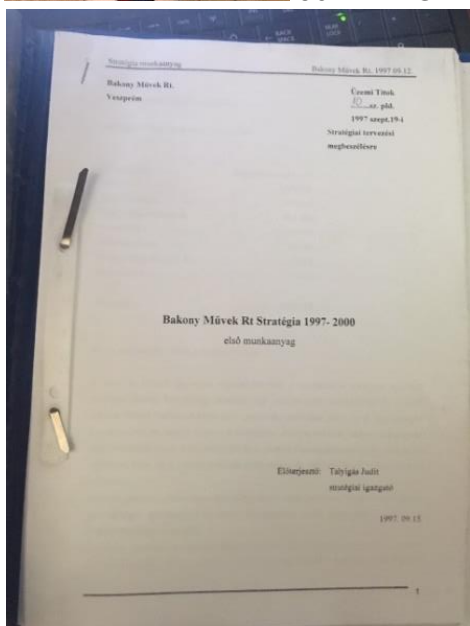 Stratégia munkaanyag
Bakony Művek Rt. 1997.09.12.
Bakony Művek Rt.
Veszprém
Üzemi Titok
10 sz. pld.
1997 szept.19-i
Stratégiai tervezési
megbeszélésre
Bakony Művek Rt Stratégia 1997- 2000
első munkaanyag
Előterjesztő: Talyigás Judit
stratégiai igazgató
1997. 09.15.
1